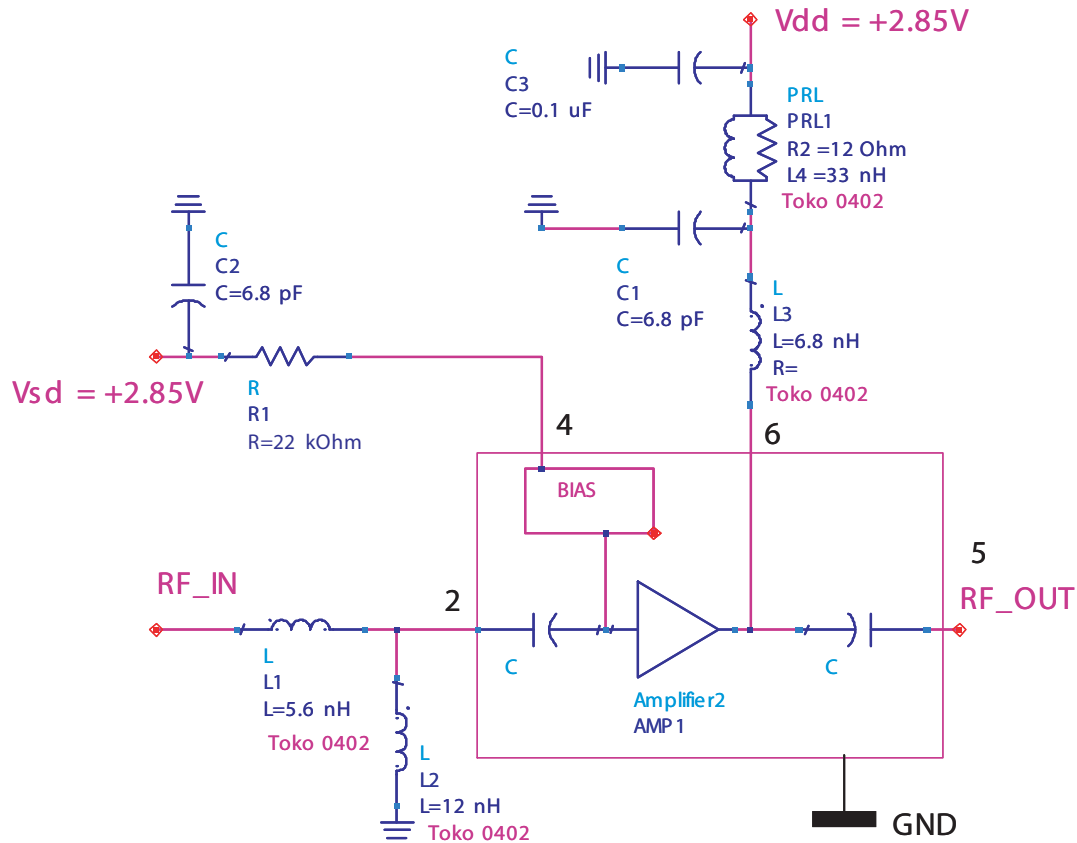 Vdd = +2.85V
C
C3
C=0.1 uF
PRL
PRL1
R2 =12 Ohm
L4 =33 nH
Toko 0402
C
C2
C=6.8 pF
C
C1
C=6.8 pF
L
L3
L=6.8 nH
R=
Toko 0402
Vsd = +2.85V
R
R1
R=22 kOhm
4
6
BIAS
5
RF_IN
2
RF_OUT
L
L1
L=5.6 nH
Toko 0402
C
C
Amplifier2
AMP1
L
L2
L=12 nH
Toko 0402
GND